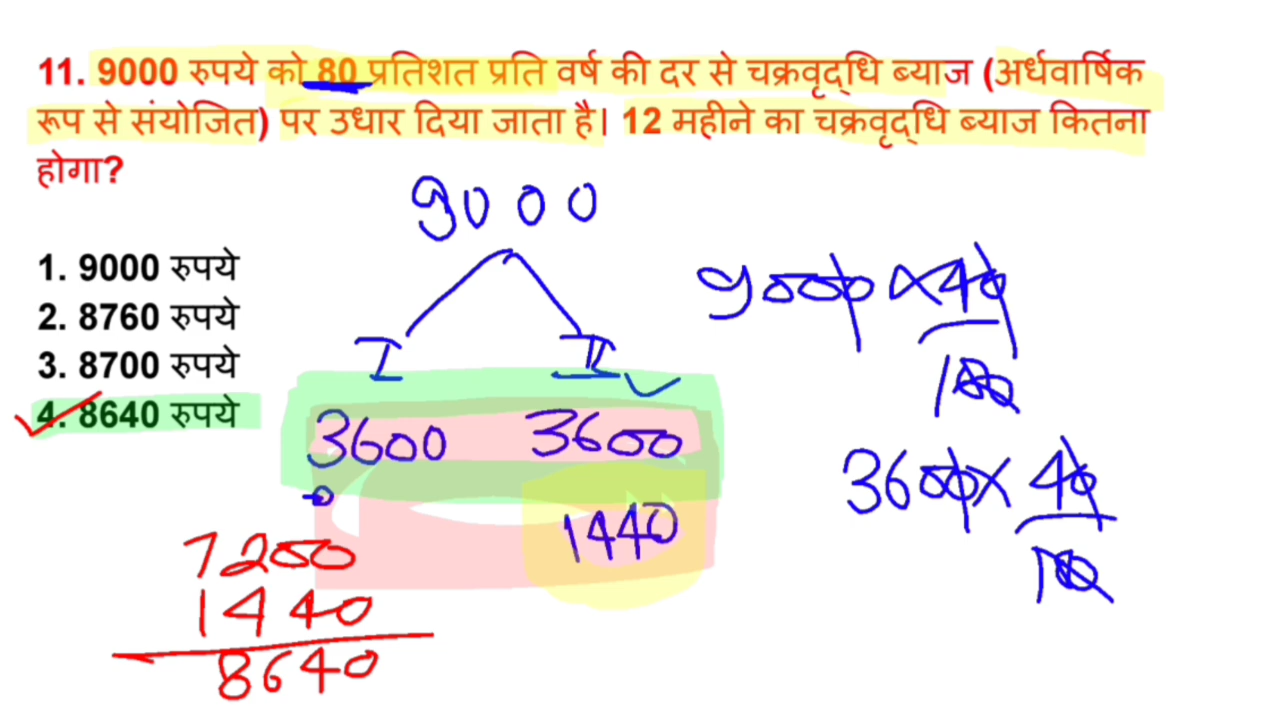 11. 9000 रुपये को 80 प्रतिशत प्रति वर्ष की दर से चक्रवृद्धि ब्याज (अर्धवार्षिक
रूप से संयोजित) पर उधार दिया जाता है। 12 महीने का चक्रवृद्धि ब्याज कितना
होगा?
9000
1. 9000 रुपये
2. 8760 रुपये
3. 8700 रुपये
4. 8640 रुपये
I II
3600 3600
0 1440
7200
1440
8640
9000 × 40
100
3600 × 40
100